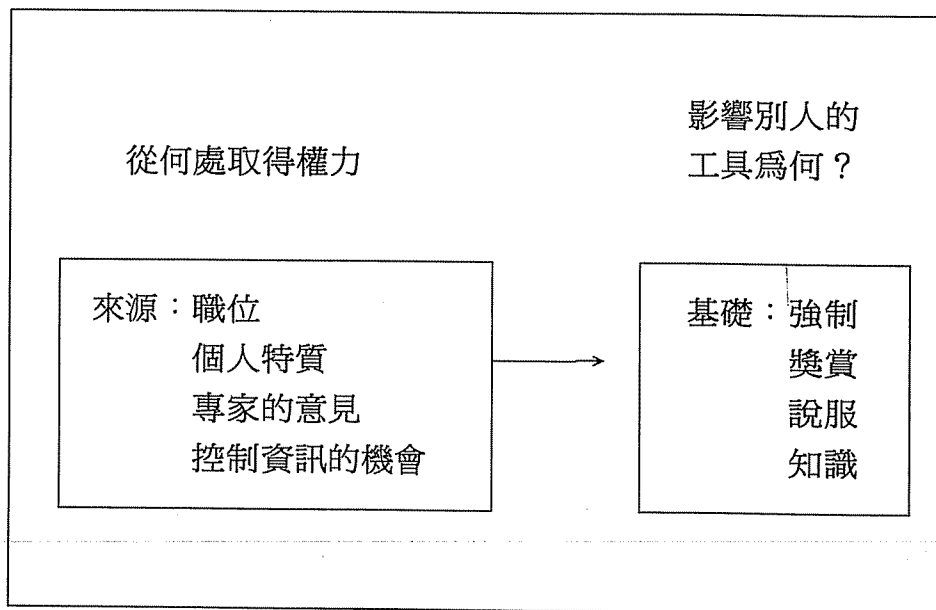 從何處取得權力
影響別人的
工具爲何？
來源：職位
個人特質
專家的意見
控制資訊的機會
基礎：強制
獎賞
說服
知識